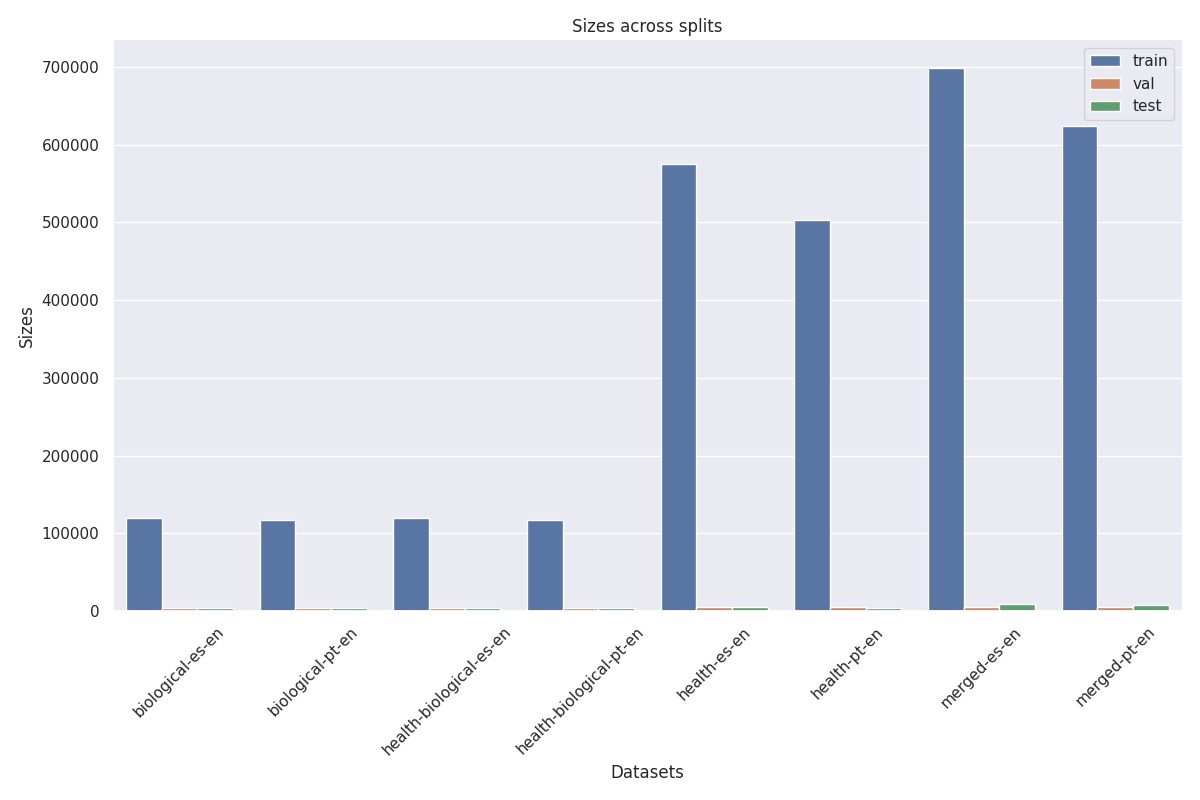 Sizes across splits
train
val
test
700000
600000
500000
400000
300000
200000
100000
0
Sizes
biological-es-en
biological-pt-en
health-biological-es-en
health-biological-pt-en
health-es-en
health-pt-en
merged-es-en
merged-pt-en
Datasets